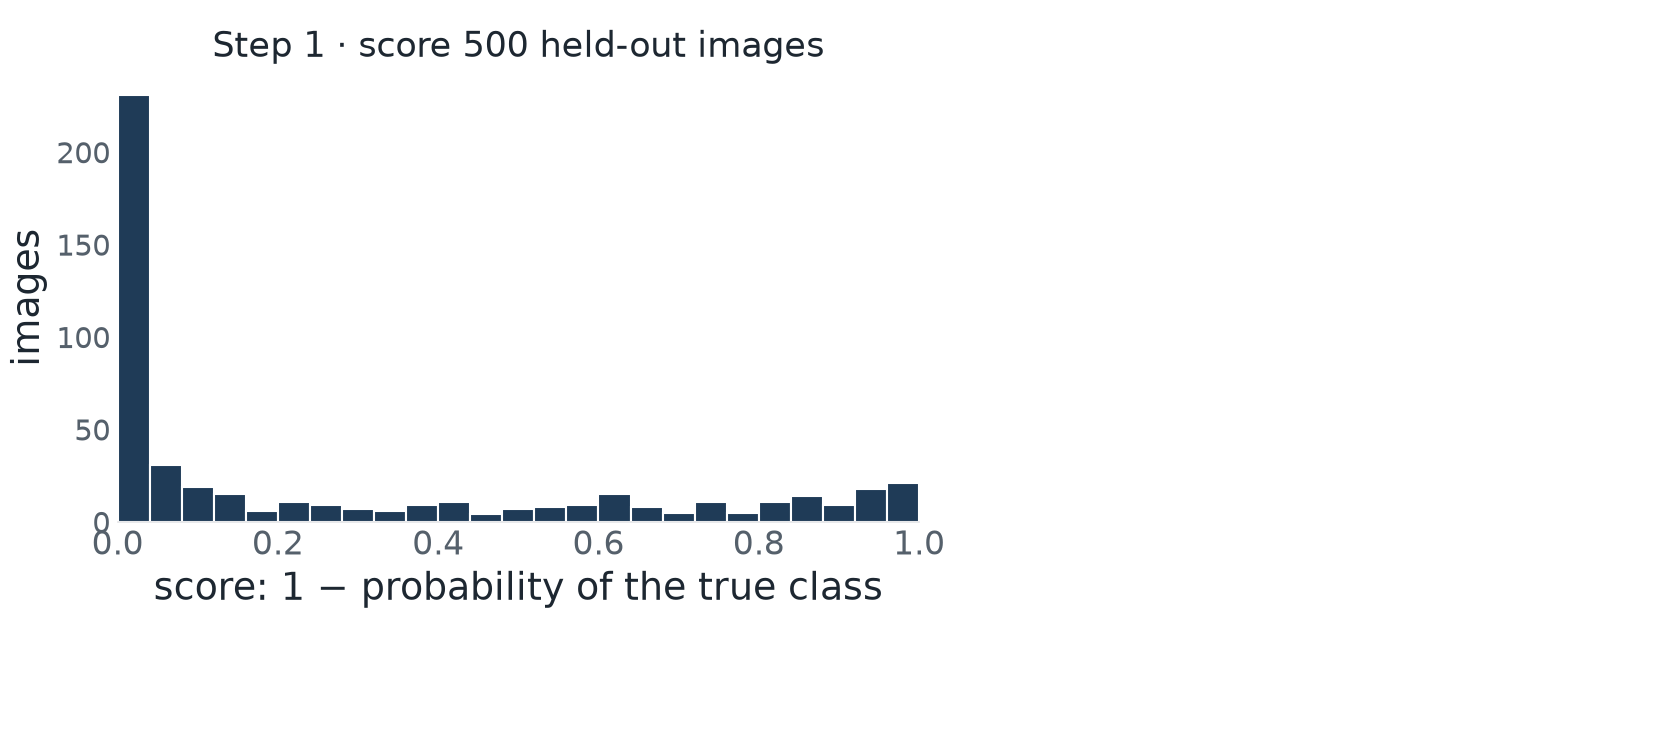 Step 1 · score 500 held-out images
images
200
150
100
50
0
0.0 0.2 0.4 0.6 0.8 1.0
score: 1 − probability of the true class